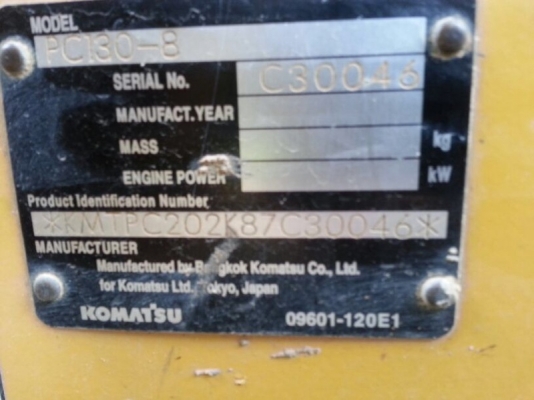 MODEL
PC130-8
SERIAL No. C30046
MANUFACT.YEAR
MASS kg
ENGINE POWER kW
Product Identification Number
*KMTPC202K87C30046*
MANUFACTURER
Manufactured by Bangkok Komatsu Co., Ltd.
for Komatsu Ltd. Tokyo, Japan
KOMATSU 09601-120E1